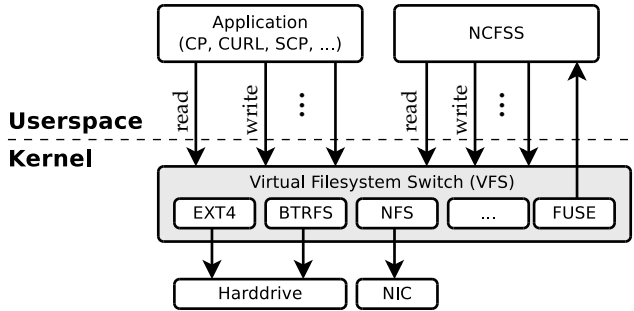 Application
(CP, CURL, SCP, ...)
NCFSS
read
write
...
read
write
...
Userspace
Kernel
Virtual Filesystem Switch (VFS)
EXT4
BTRFS
NFS
...
FUSE
Harddrive
NIC